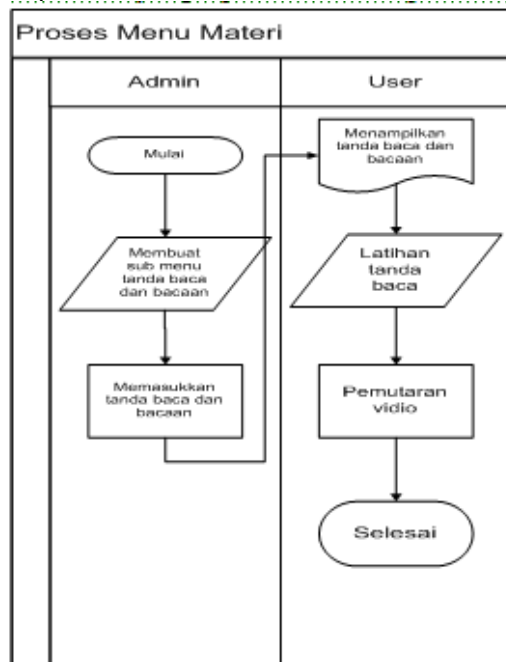 Proses Menu Materi
Admin
User
Mulai
Membuat
sub menu
tanda baca
dan bacaan
Memasukkan
tanda baca dan
bacaan
Menampilkan
tanda baca dan
bacaan
Latihan
tanda
baca
Pemutaran
vidio
Selesai